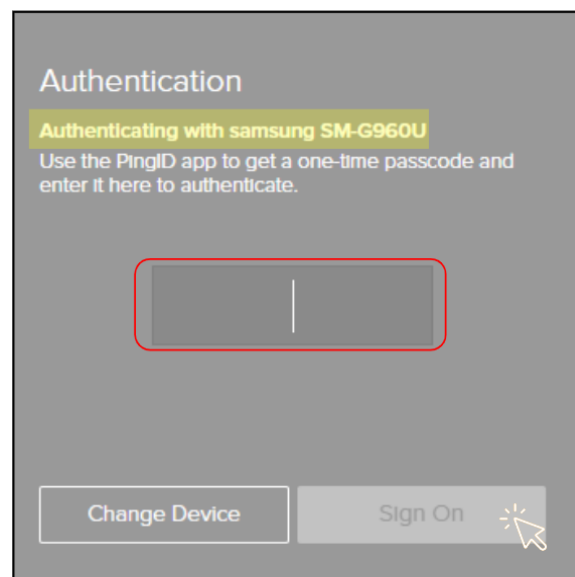 Authentication
Authenticating with samsung SM-G960U
Use the PingID app to get a one-time passcode and
enter it here to authenticate.
Change Device
Sign On